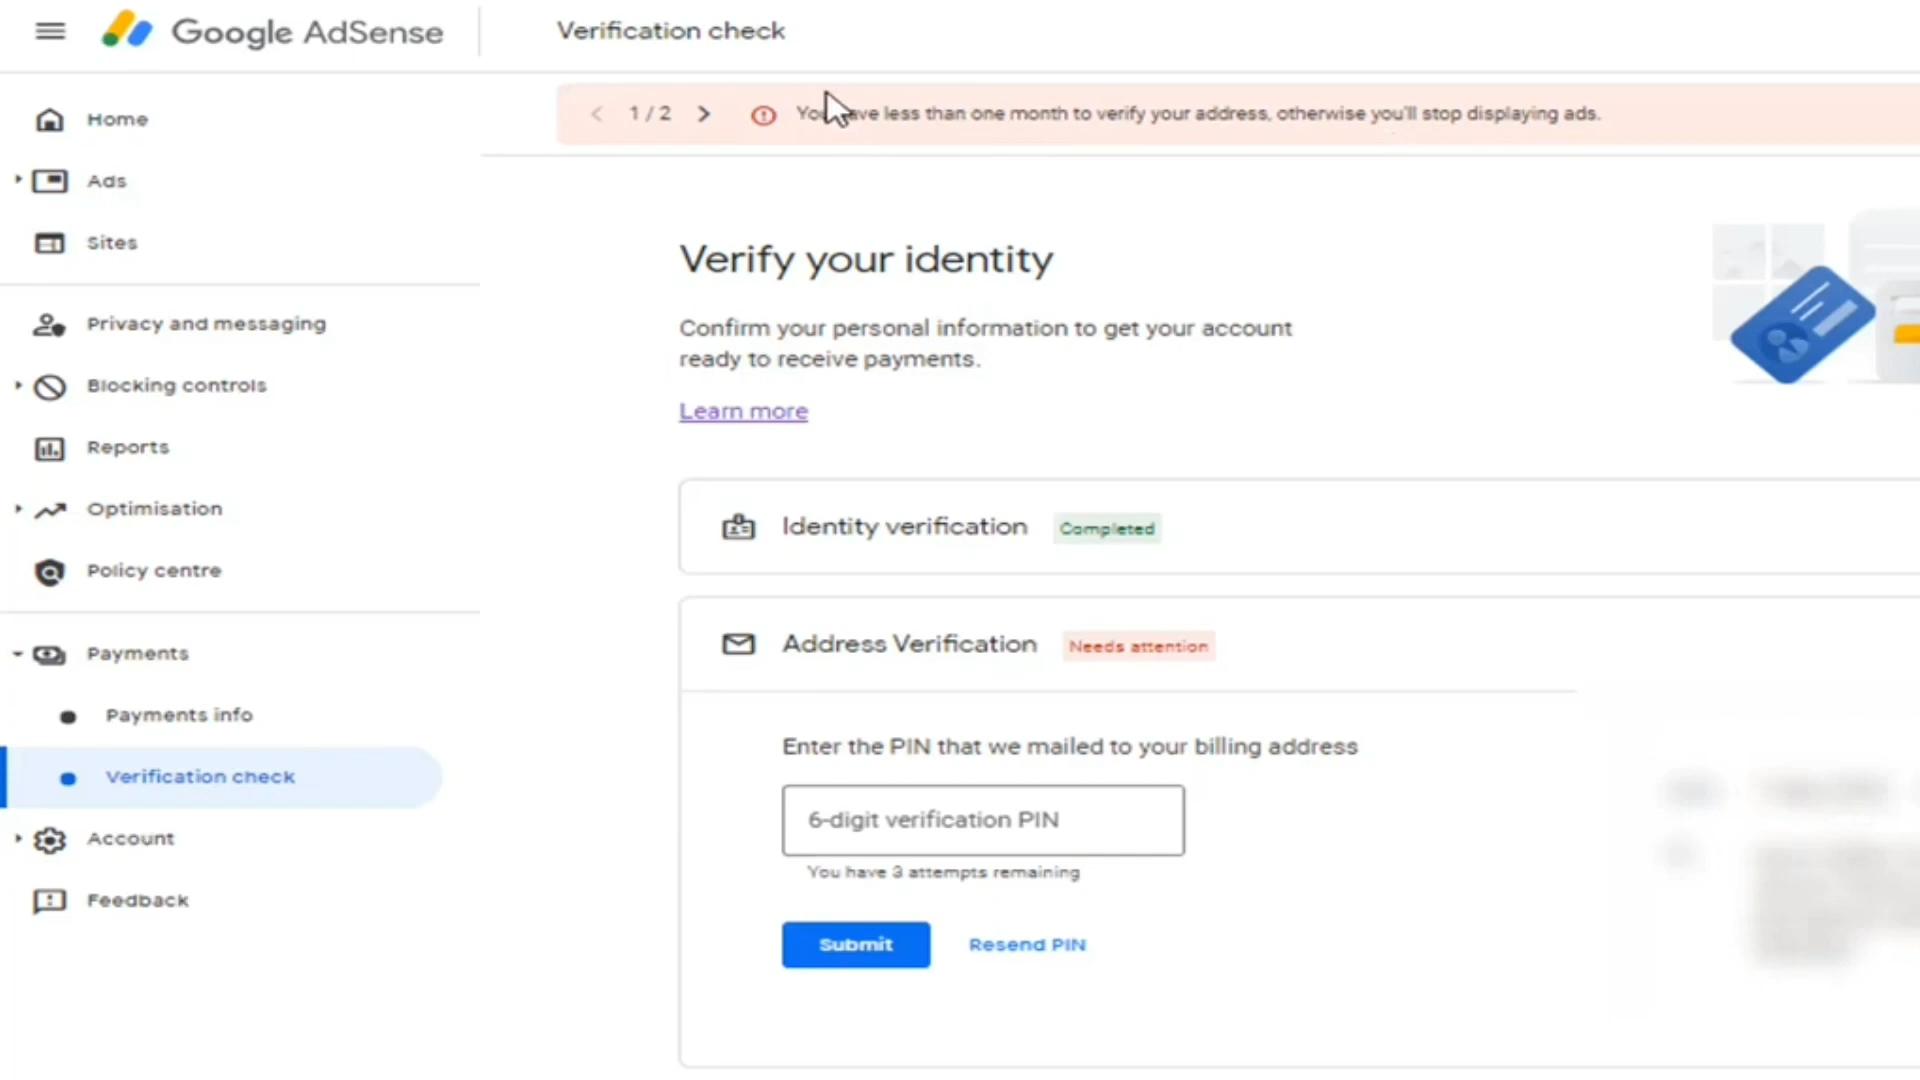 Google AdSense
Verification check
1 / 2
You have less than one month to verify your address, otherwise you'll stop displaying ads.
Home
Ads
Sites
Privacy and messaging
Blocking controls
Reports
Optimisation
Policy centre
Payments
Payments info
Verification check
Account
Feedback
Verify your identity
Confirm your personal information to get your account
ready to receive payments.
Learn more
Identity verification Completed
Address Verification Needs attention
Enter the PIN that we mailed to your billing address
6-digit verification PIN
You have 3 attempts remaining
Submit Resend PIN